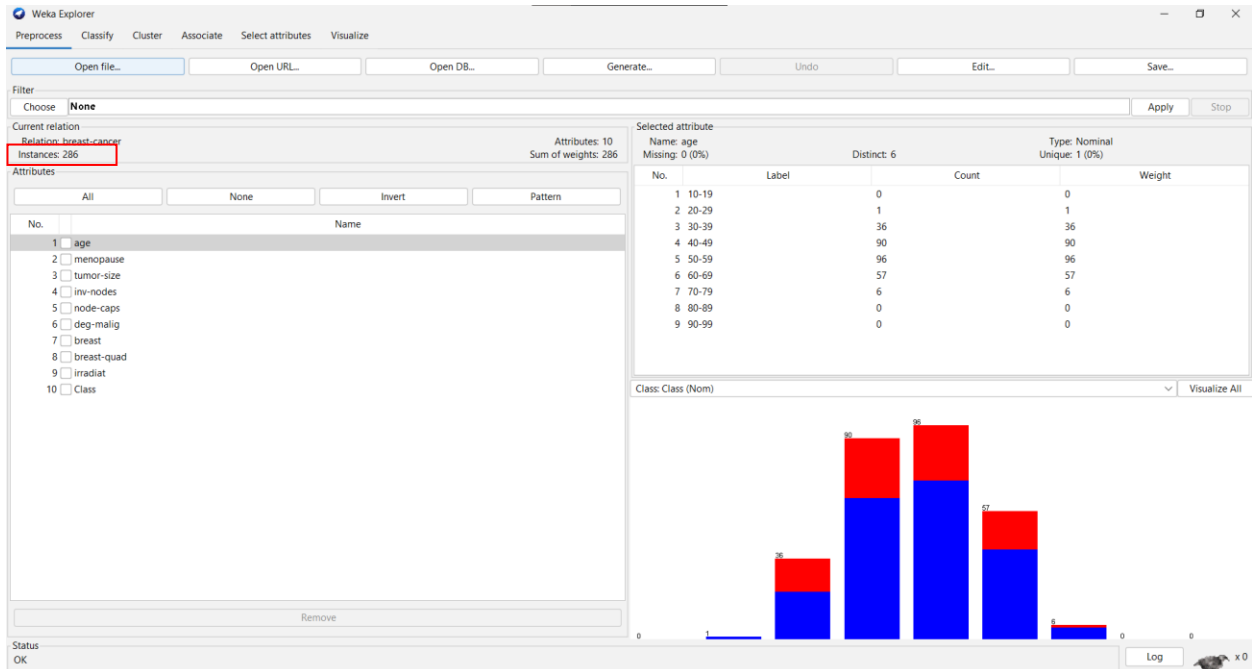 Weka Explorer
Preprocess Classify Cluster Associate Select attributes Visualize
Open file... Open URL... Open DB... Generate... Undo Edit... Save...
Filter
Choose None Apply Stop
Current relation
Relation: breast-cancer Attributes: 10
Instances: 286 Sum of weights: 286
Attributes
All None Invert Pattern
No. Name
1 age
2 menopause
3 tumor-size
4 inv-nodes
5 node-caps
6 deg-malig
7 breast
8 breast-quad
9 irradiat
10 Class
Remove
Selected attribute
Name: age Type: Nominal
Missing: 0 (0%) Distinct: 6 Unique: 1 (0%)
No. Label Count Weight
1 10-19 0 0
2 20-29 1 1
3 30-39 36 36
4 40-49 90 90
5 50-59 96 96
6 60-69 57 57
7 70-79 6 6
8 80-89 0 0
9 90-99 0 0
Class: Class (Nom) Visualize All
0 1 36 90 96 57 6 0 0
Status
OK Log x 0